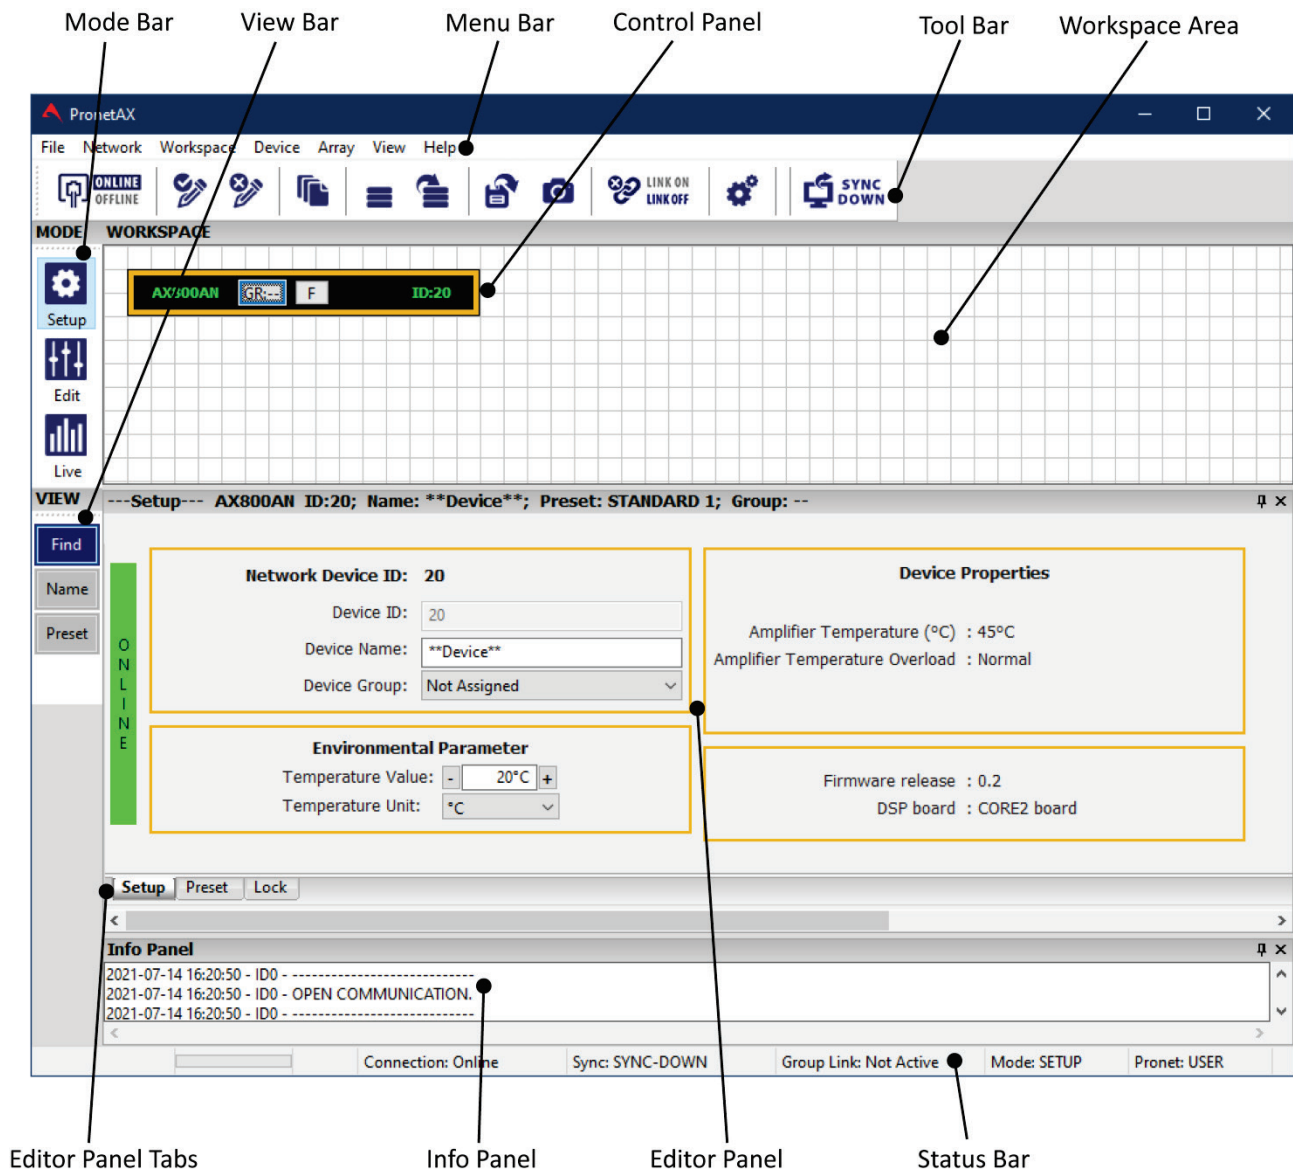 Mode Bar View Bar Menu Bar Control Panel Tool Bar Workspace Area
PronetAX
File Network Workspace Device Array View Help
ONLINE
OFFLINE
LINK ON
LINK OFF
SYNC
DOWN
MODE WORKSPACE
AX800AN GR:-- F ID:20
Setup
Edit
Live
VIEW
---Setup--- AX800AN ID:20; Name: **Device**; Preset: STANDARD 1; Group: --
Find
Name
Preset
ONLINE
Network Device ID: 20
Device ID: 20
Device Name: **Device**
Device Group: Not Assigned
Environmental Parameter
Temperature Value: - 20°C +
Temperature Unit: °C
Device Properties
Amplifier Temperature (ºC) : 45ºC
Amplifier Temperature Overload : Normal
Firmware release : 0.2
DSP board : CORE2 board
Setup Preset Lock
Info Panel
2021-07-14 16:20:50 - ID0 - ----------------------------
2021-07-14 16:20:50 - ID0 - OPEN COMMUNICATION.
2021-07-14 16:20:50 - ID0 - ----------------------------
Connection: Online Sync: SYNC-DOWN Group Link: Not Active Mode: SETUP Pronet: USER
Editor Panel Tabs Info Panel Editor Panel Status Bar